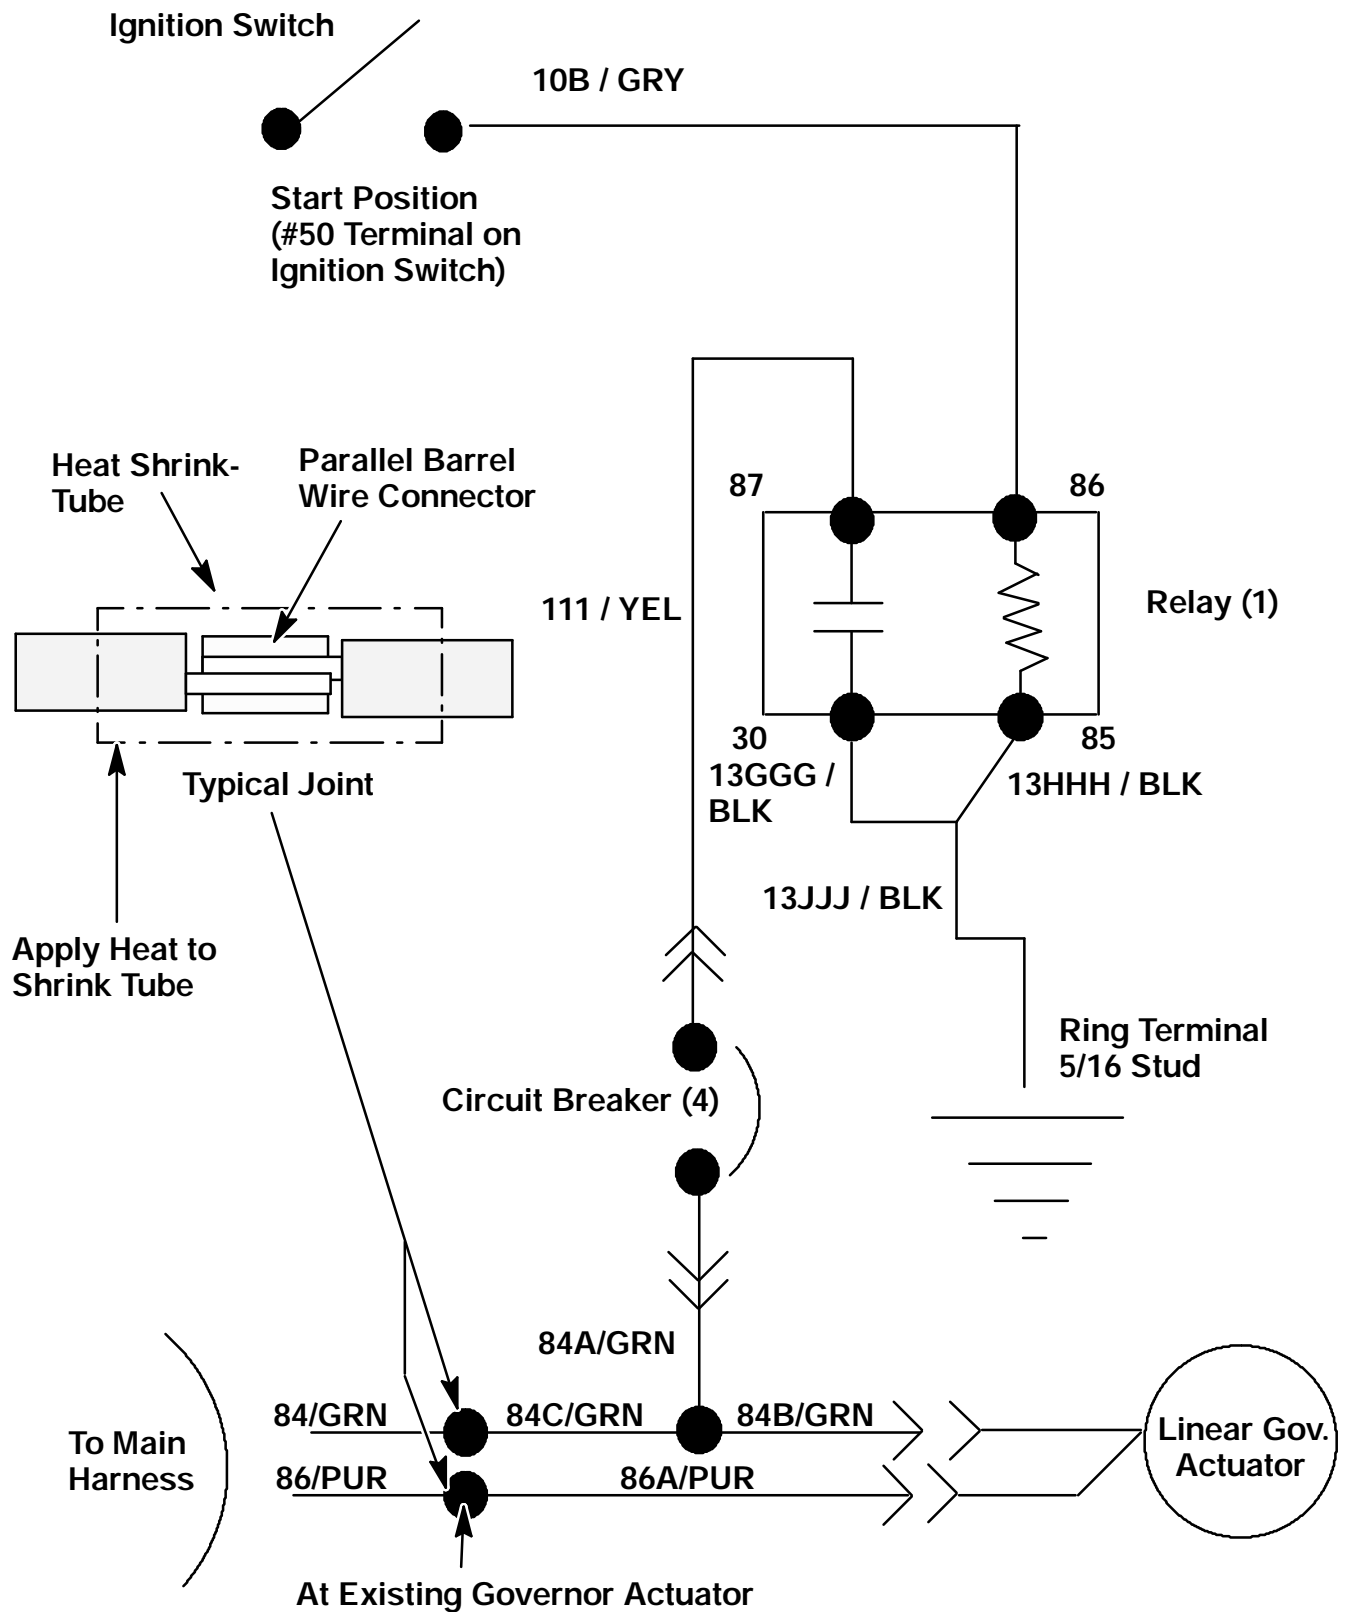 Ignition Switch
10B / GRY
Start Position
(#50 Terminal on
Ignition Switch)
Heat Shrink-
Tube
Parallel Barrel
Wire Connector
87
86
111 / YEL
Relay (1)
30
85
13GGG /
BLK
13HHH / BLK
Typical Joint
13JJJ / BLK
Apply Heat to
Shrink Tube
Ring Terminal
5/16 Stud
Circuit Breaker (4)
84A/GRN
84/GRN
84C/GRN
84B/GRN
To Main
Harness
Linear Gov.
Actuator
86/PUR
86A/PUR
At Existing Governor Actuator